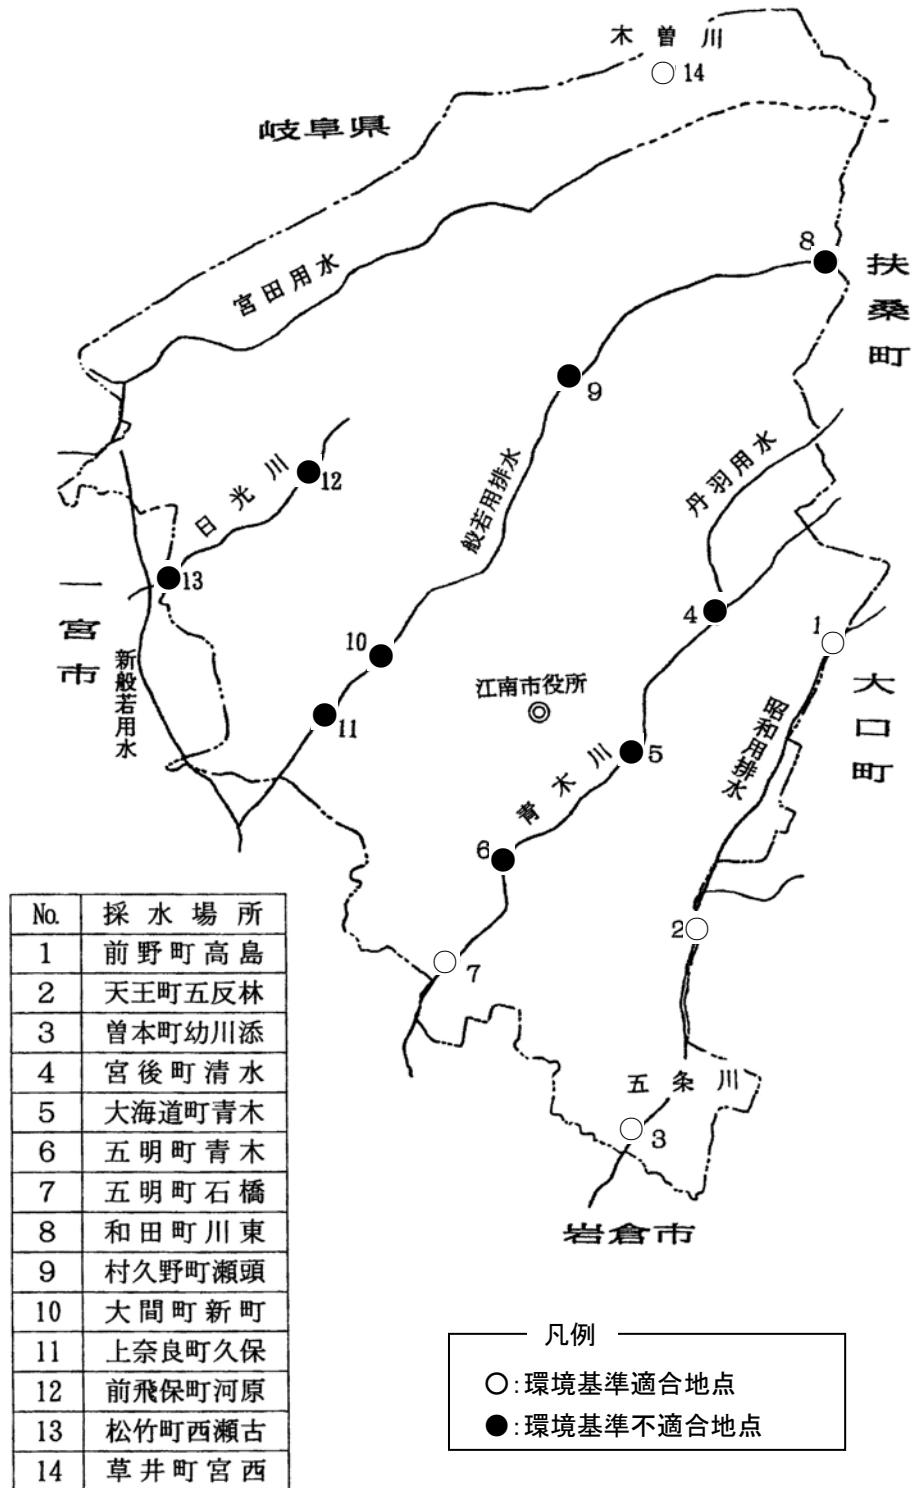 木曽川
14
岐阜県
8
扶桑町
宮田用水
9
丹羽用水
日光川
12
般若用排水
13
一宮市
4
1
10
新般若用水
江南市役所
大口町
11
昭和用排水
5
青木川
6
2
7
五条川
3
岩倉市
No. 採水場所
1 前野町高島
2 天王町五反林
3 曽本町幼川添
4 宮後町清水
5 大海道町青木
6 五明町青木
7 五明町石橋
8 和田町川東
9 村久野町瀬頭
10 大間町新町
11 上奈良町久保
12 前飛保町河原
13 松竹町西瀬古
14 草井町宮西
凡例
○:環境基準適合地点
●:環境基準不適合地点